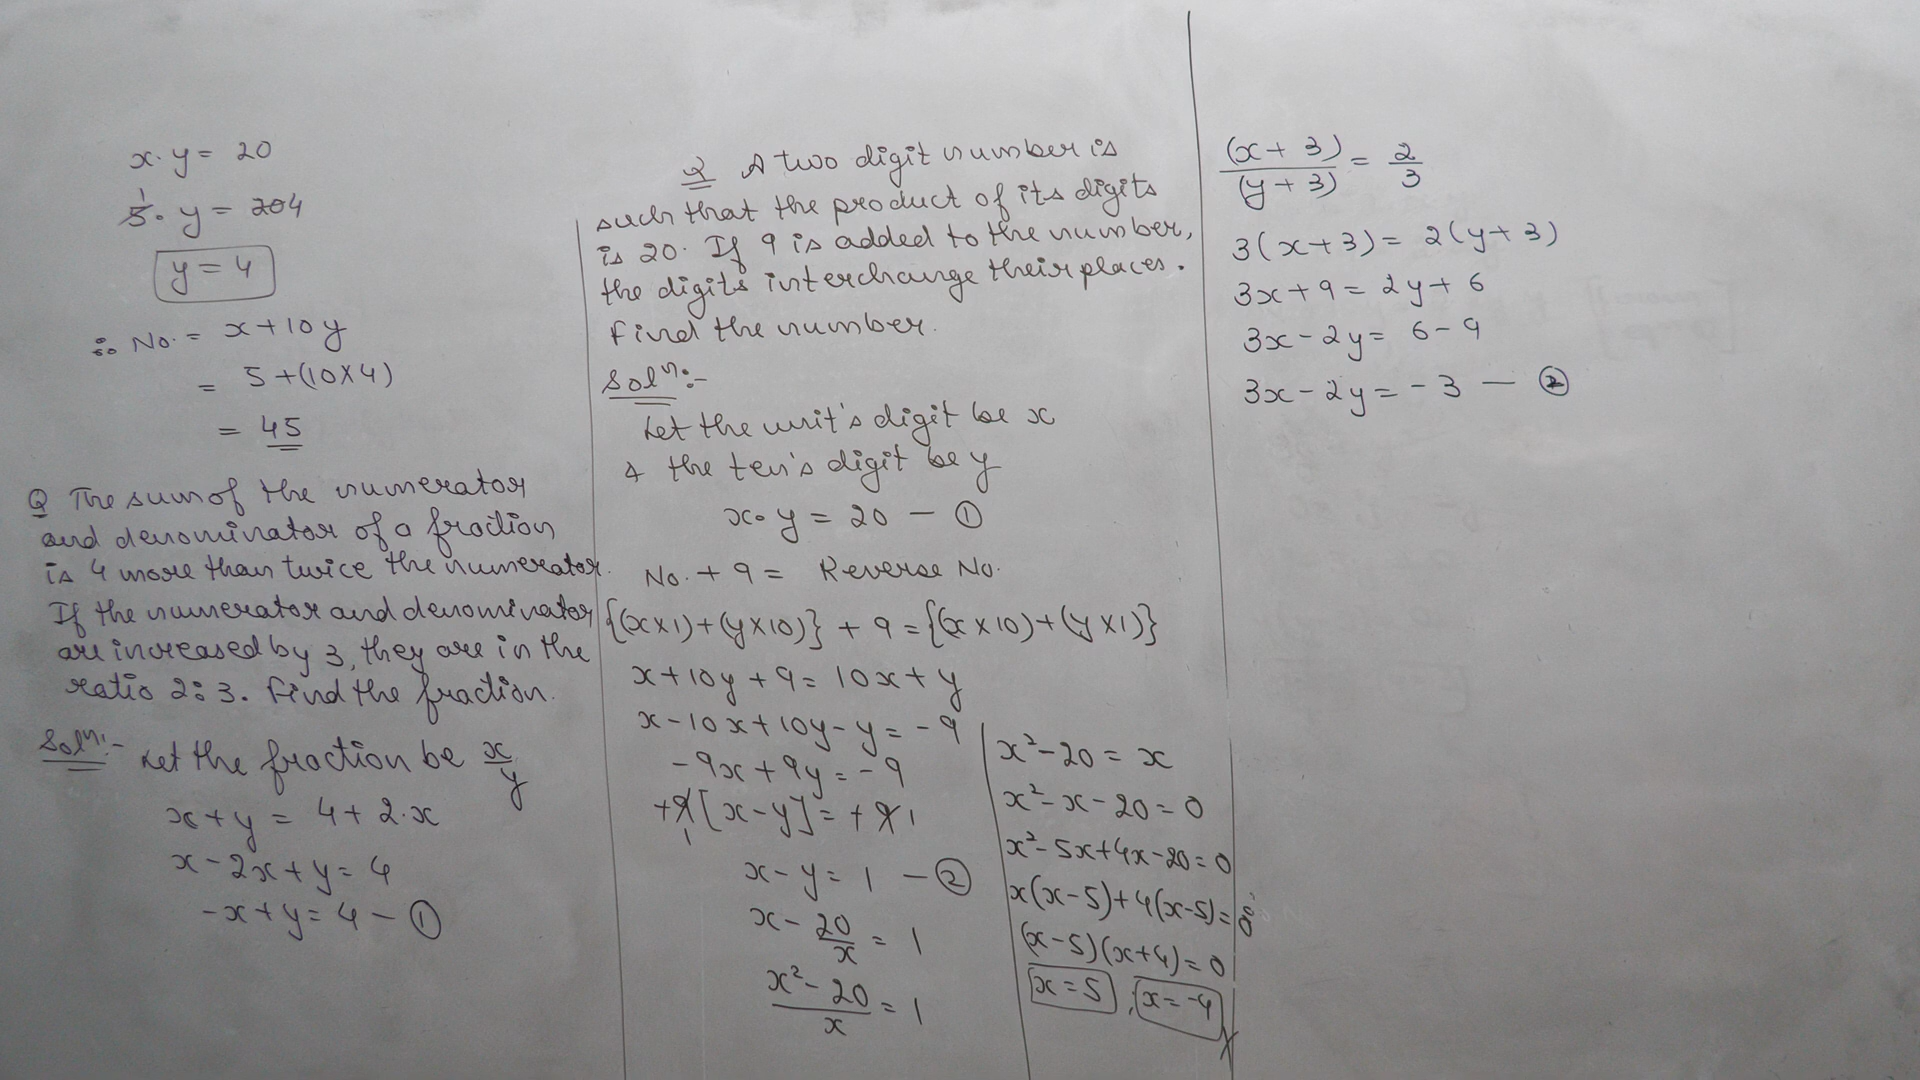 x.y = 20
5. y = 204
y = 4
∴ No. = x+10y
= 5+(10×4)
= 45
Q The sum of the numerator
and denominator of a fraction
is 4 more than twice the numerator.
If the numerator and denominator
are increased by 3, they are in the
ratio 2:3. Find the fraction.
Solⁿ:- Let the fraction be x/y
x+y = 4+2.x
x-2x+y=4
-x+y=4 - ①
Q A two digit number is
such that the product of its digits
is 20. If 9 is added to the number,
the digits interchange their places.
Find the number.
Solⁿ:-
Let the unit's digit be x
& the ten's digit be y
x.y = 20 - ①
No. + 9 = Reverse No.
{(x×1)+(y×10)} + 9 = {(x×10)+(y×1)}
x+10y+9=10x+y
x-10x+10y-y=-9
-9x+9y=-9
+9[x-y]=+9 1
1
x-y=1 - ②
x-20/x = 1
x²-20/x = 1
x²-20=x
x²-x-20=0
x²-5x+4x-20=0
x(x-5)+4(x-5)=0
(x-5)(x+4)=0
x=5, x=-4
(x+3)/(y+3) = 2/3
3(x+3)=2(y+3)
3x+9=2y+6
3x-2y=6-9
3x-2y=-3 - ②